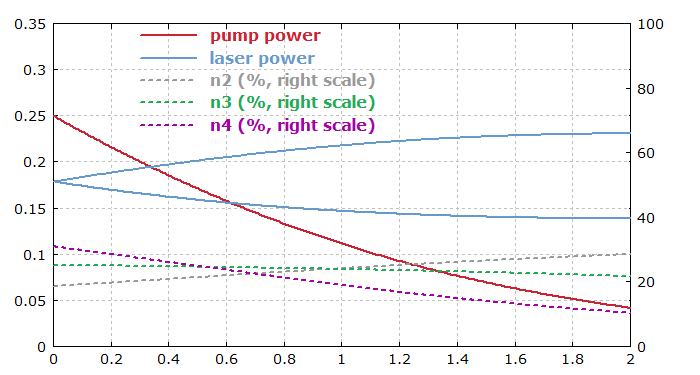 0.35
0.3
0.25
0.2
0.15
0.1
0.05
0
pump power
laser power
n2 (%, right scale)
n3 (%, right scale)
n4 (%, right scale)
100
80
60
40
20
0
0 0.2 0.4 0.6 0.8 1 1.2 1.4 1.6 1.8 2